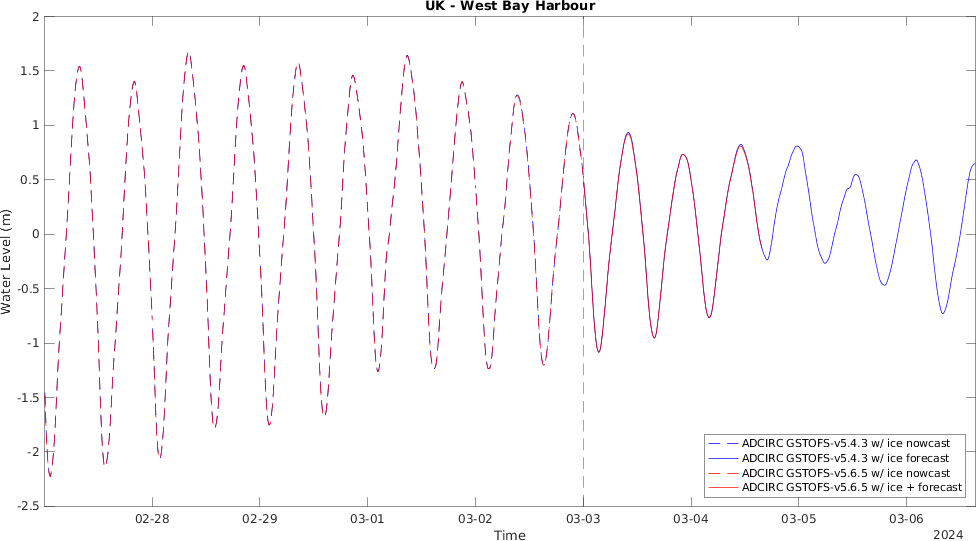 UK - West Bay Harbour
2
1.5
1
0.5
0
-0.5
-1
-1.5
-2
-2.5
Water Level (m)
02-28 02-29 03-01 03-02 03-03 03-04 03-05 03-06
Time
2024
ADCIRC GSTOFS-v5.4.3 w/ ice nowcast
ADCIRC GSTOFS-v5.4.3 w/ ice forecast
ADCIRC GSTOFS-v5.6.5 w/ ice nowcast
ADCIRC GSTOFS-v5.6.5 w/ ice + forecast